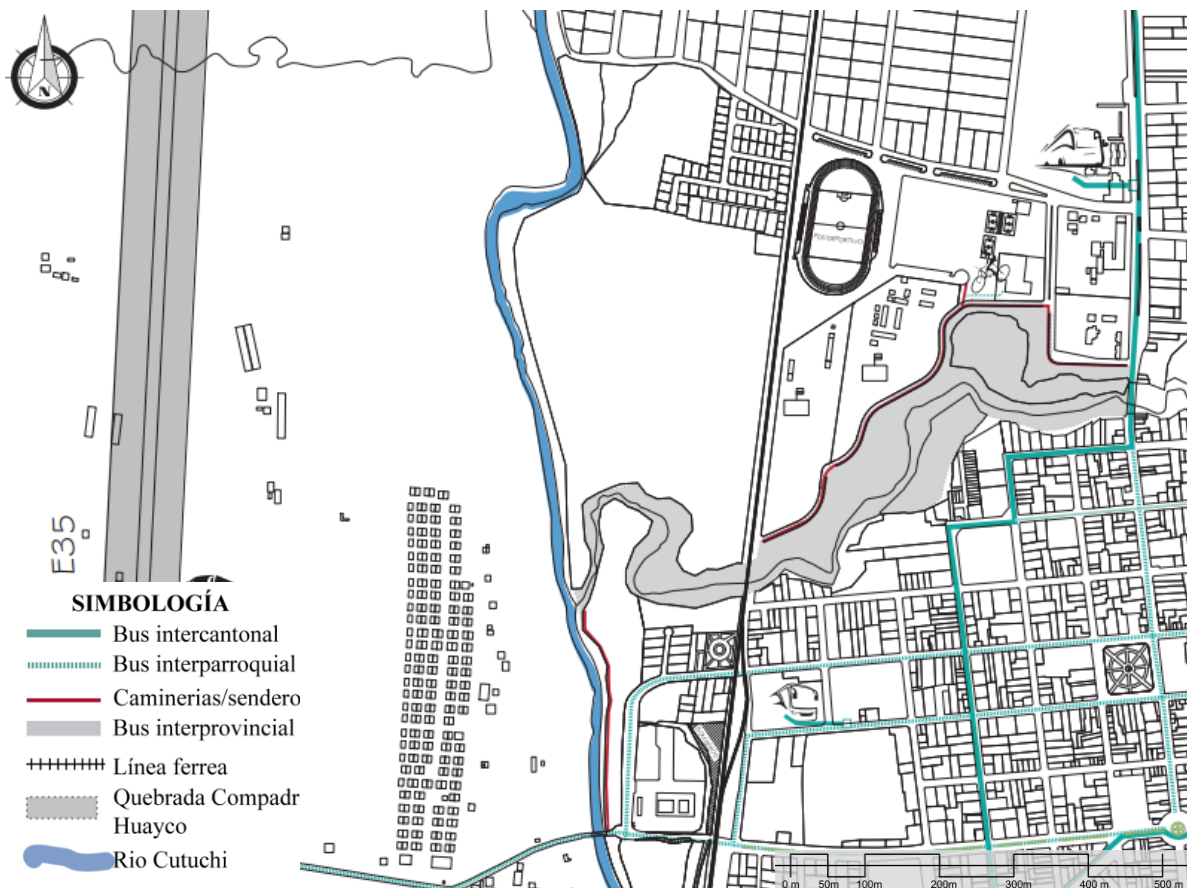 N
POLIDEPORTIVO
E35
SIMBOLOGÍA
Bus intercantonal
Bus interparroquial
Caminerias/sendero
Bus interprovincial
Línea ferrea
Quebrada Compadr
Huayco
Rio Cutuchi
0 m 50m 100m 200m 300m 400 m 500 m